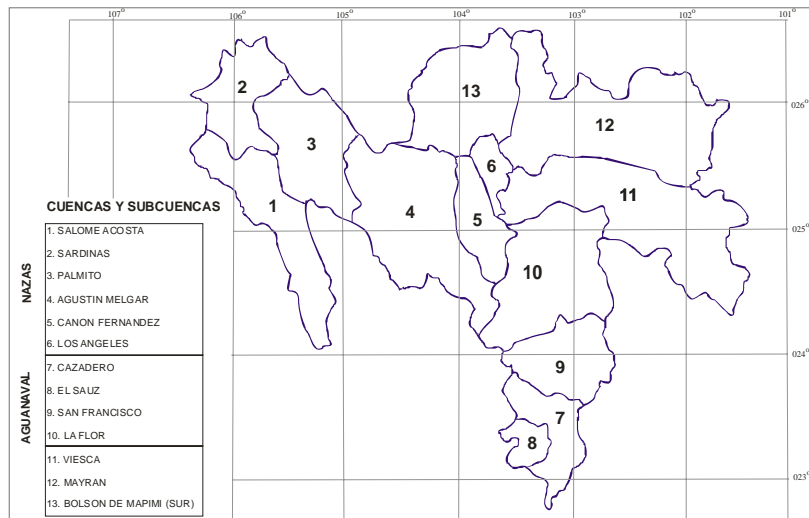 107° 106° 105° 104° 103° 102° 101°
2
13
026°
12
3
6
11
1
CUENCAS Y SUBCUENCAS
4
5
1. SALOME ACOSTA
025°
2. SARDINAS
10
3. PALMITO
NAZAS
4. AGUSTIN MELGAR
5. CANON FERNANDEZ
6. LOS ANGELES
024°
7. CAZADERO
9
8. EL SAUZ
AGUANAVAL
9. SAN FRANCISCO
7
10. LA FLOR
8
11. VIESCA
12. MAYRAN
023°
13. BOLSON DE MAPIMI (SUR)